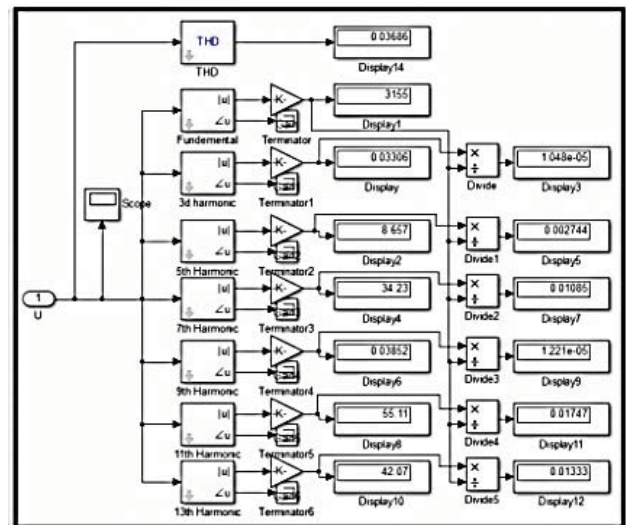 THD
0.03686
THD
Display14
|u|
∠u
-K-
3155
Fundemental
Terminator
Display1
|u|
∠u
-K-
0.03306
×
÷
1.048e-05
3d harmonic
Terminator1
Display
Divide
Display3
Scope
|u|
∠u
-K-
8.657
×
÷
0.002744
5th Harmonic
Terminator2
Display2
Divide1
Display5
1
U
|u|
∠u
-K-
34.23
×
÷
0.01085
7th Harmonic
Terminator3
Display4
Divide2
Display7
|u|
∠u
-K-
0.03852
×
÷
1.221e-05
9th Harmonic
Terminator4
Display6
Divide3
Display9
|u|
∠u
-K-
55.11
×
÷
0.01747
11th Harmonic
Terminator5
Display8
Divide4
Display11
|u|
∠u
-K-
42.07
×
÷
0.01333
13th Harmonic
Terminator6
Display10
Divide5
Display12